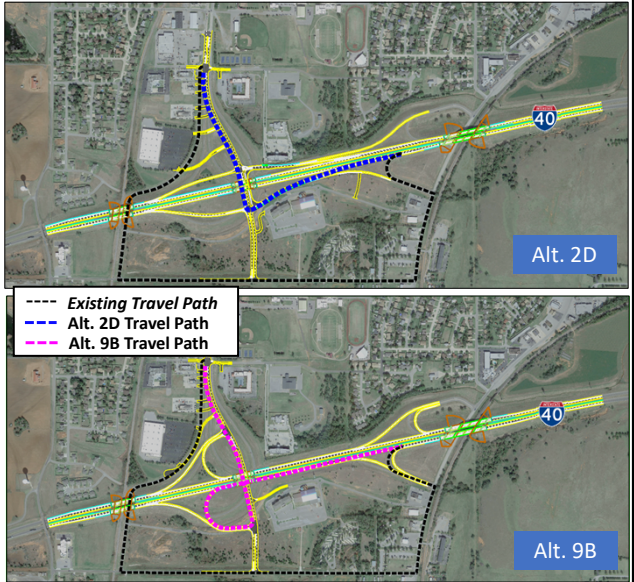 40
Alt. 2D
Existing Travel Path
Alt. 2D Travel Path
Alt. 9B Travel Path
40
Alt. 9B